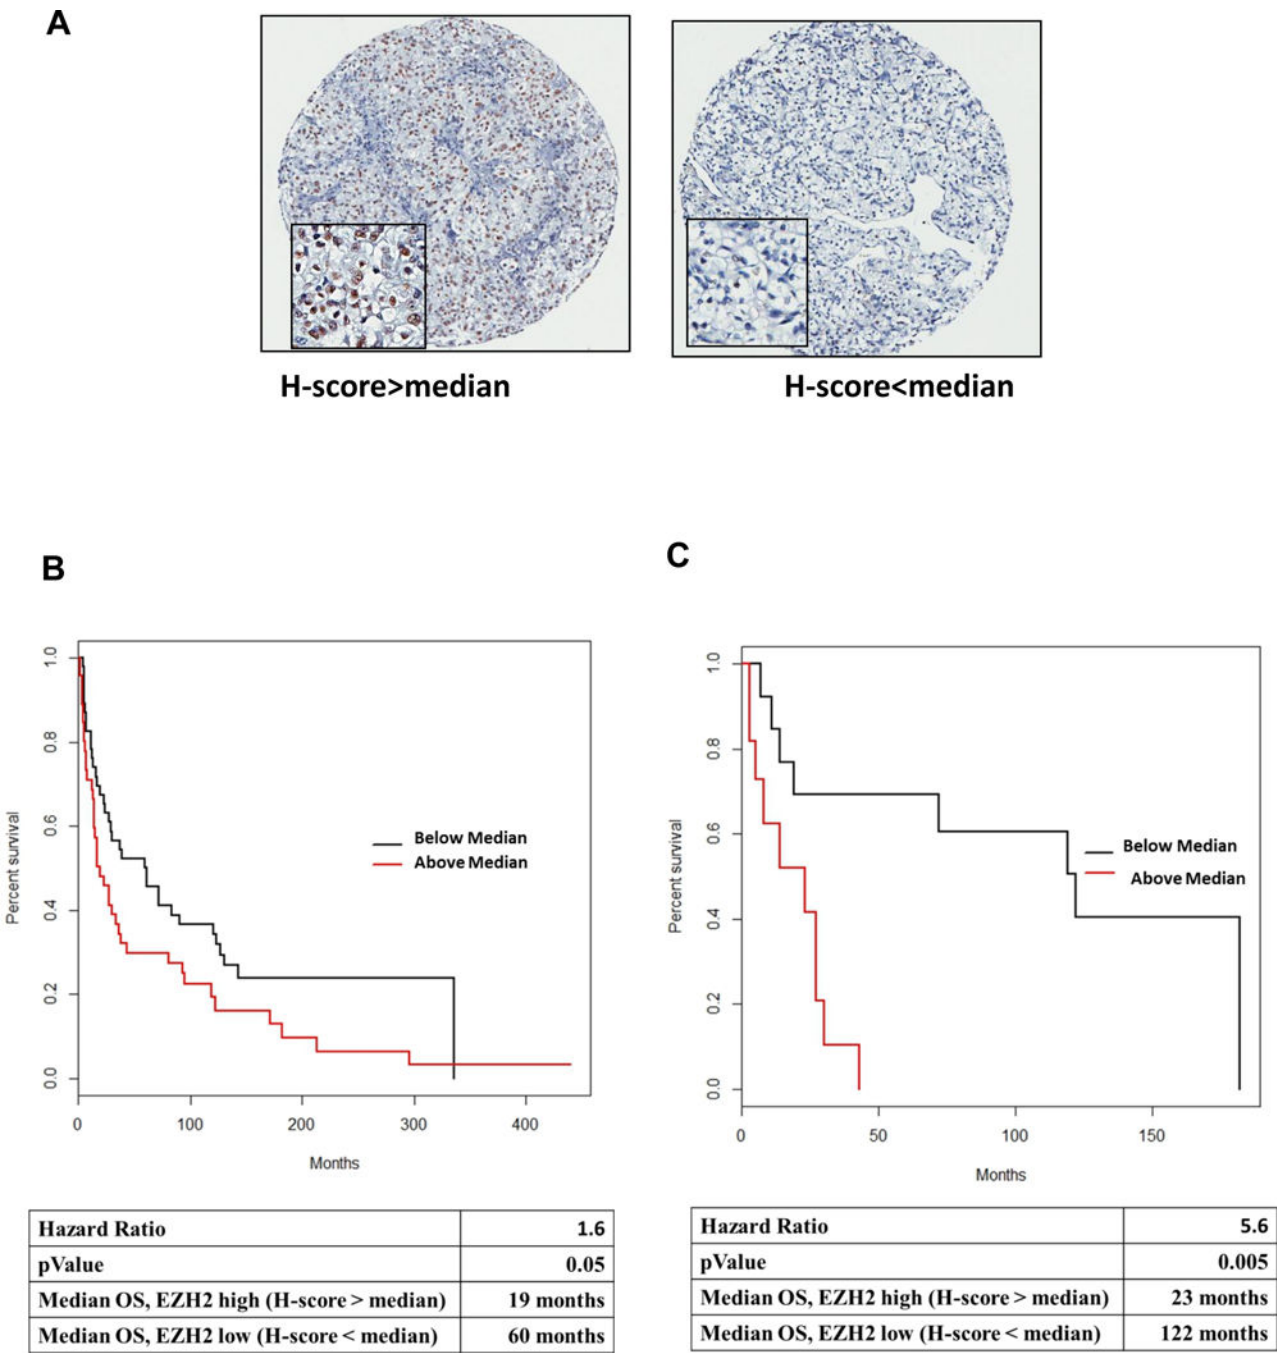 A
H-score>median
H-score<median
B
C
Percent survival
1.0
0.8
0.6
0.4
0.2
0.0
Below Median
Above Median
0 100 200 300 400
Months
Percent survival
1.0
0.8
0.6
0.4
0.2
0.0
Below Median
Above Median
0 50 100 150
Months
Hazard Ratio 1.6
pValue 0.05
Median OS, EZH2 high (H-score > median) 19 months
Median OS, EZH2 low (H-score < median) 60 months
Hazard Ratio 5.6
pValue 0.005
Median OS, EZH2 high (H-score > median) 23 months
Median OS, EZH2 low (H-score < median) 122 months